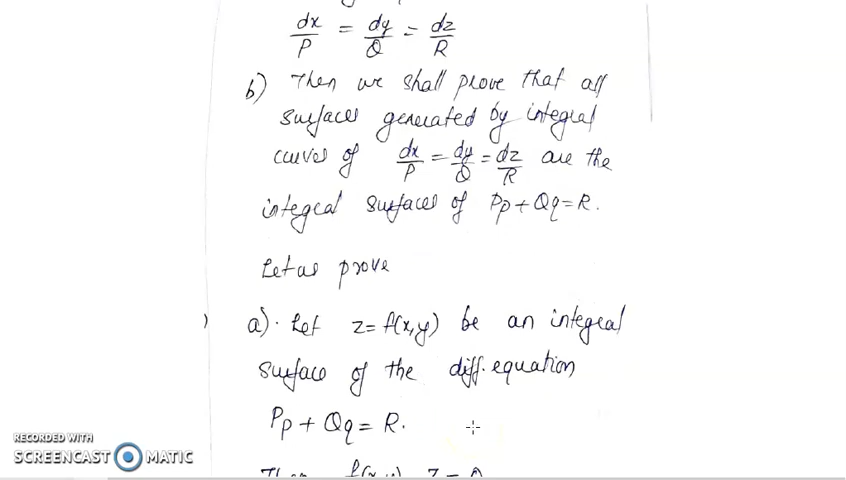 dx/P = dy/Q = dz/R
b) Then we shall prove that all
surfaces generated by integral
curves of dx/P = dy/Q = dz/R are the
integral surfaces of Pp + Qq = R.
Let us prove
a). Let z = f(x,y) be an integral
surface of the diff. equation
Pp + Qq = R.
RECORDED WITH
SCREENCAST MATIC